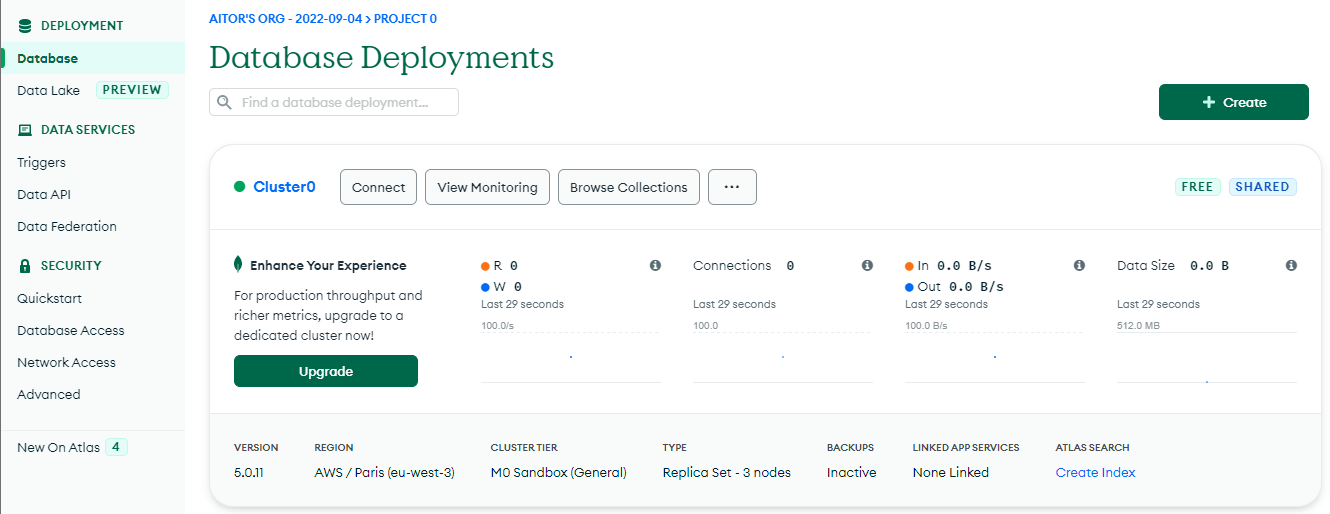 DEPLOYMENT
Database
Data Lake PREVIEW
DATA SERVICES
Triggers
Data API
Data Federation
SECURITY
Quickstart
Database Access
Network Access
Advanced
New On Atlas 4
AITOR'S ORG - 2022-09-04 > PROJECT 0
Database Deployments
Find a database deployment...
+ Create
Cluster0 Connect View Monitoring Browse Collections ... FREE SHARED
Enhance Your Experience
For production throughput and
richer metrics, upgrade to a
dedicated cluster now!
Upgrade
R 0
W 0
Last 29 seconds
100.0/s
Connections 0
Last 29 seconds
100.0
In 0.0 B/s
Out 0.0 B/s
Last 29 seconds
100.0 B/s
Data Size 0.0 B
Last 29 seconds
512.0 MB
VERSION REGION CLUSTER TIER TYPE BACKUPS LINKED APP SERVICES ATLAS SEARCH
5.0.11 AWS / Paris (eu-west-3) M0 Sandbox (General) Replica Set - 3 nodes Inactive None Linked Create Index